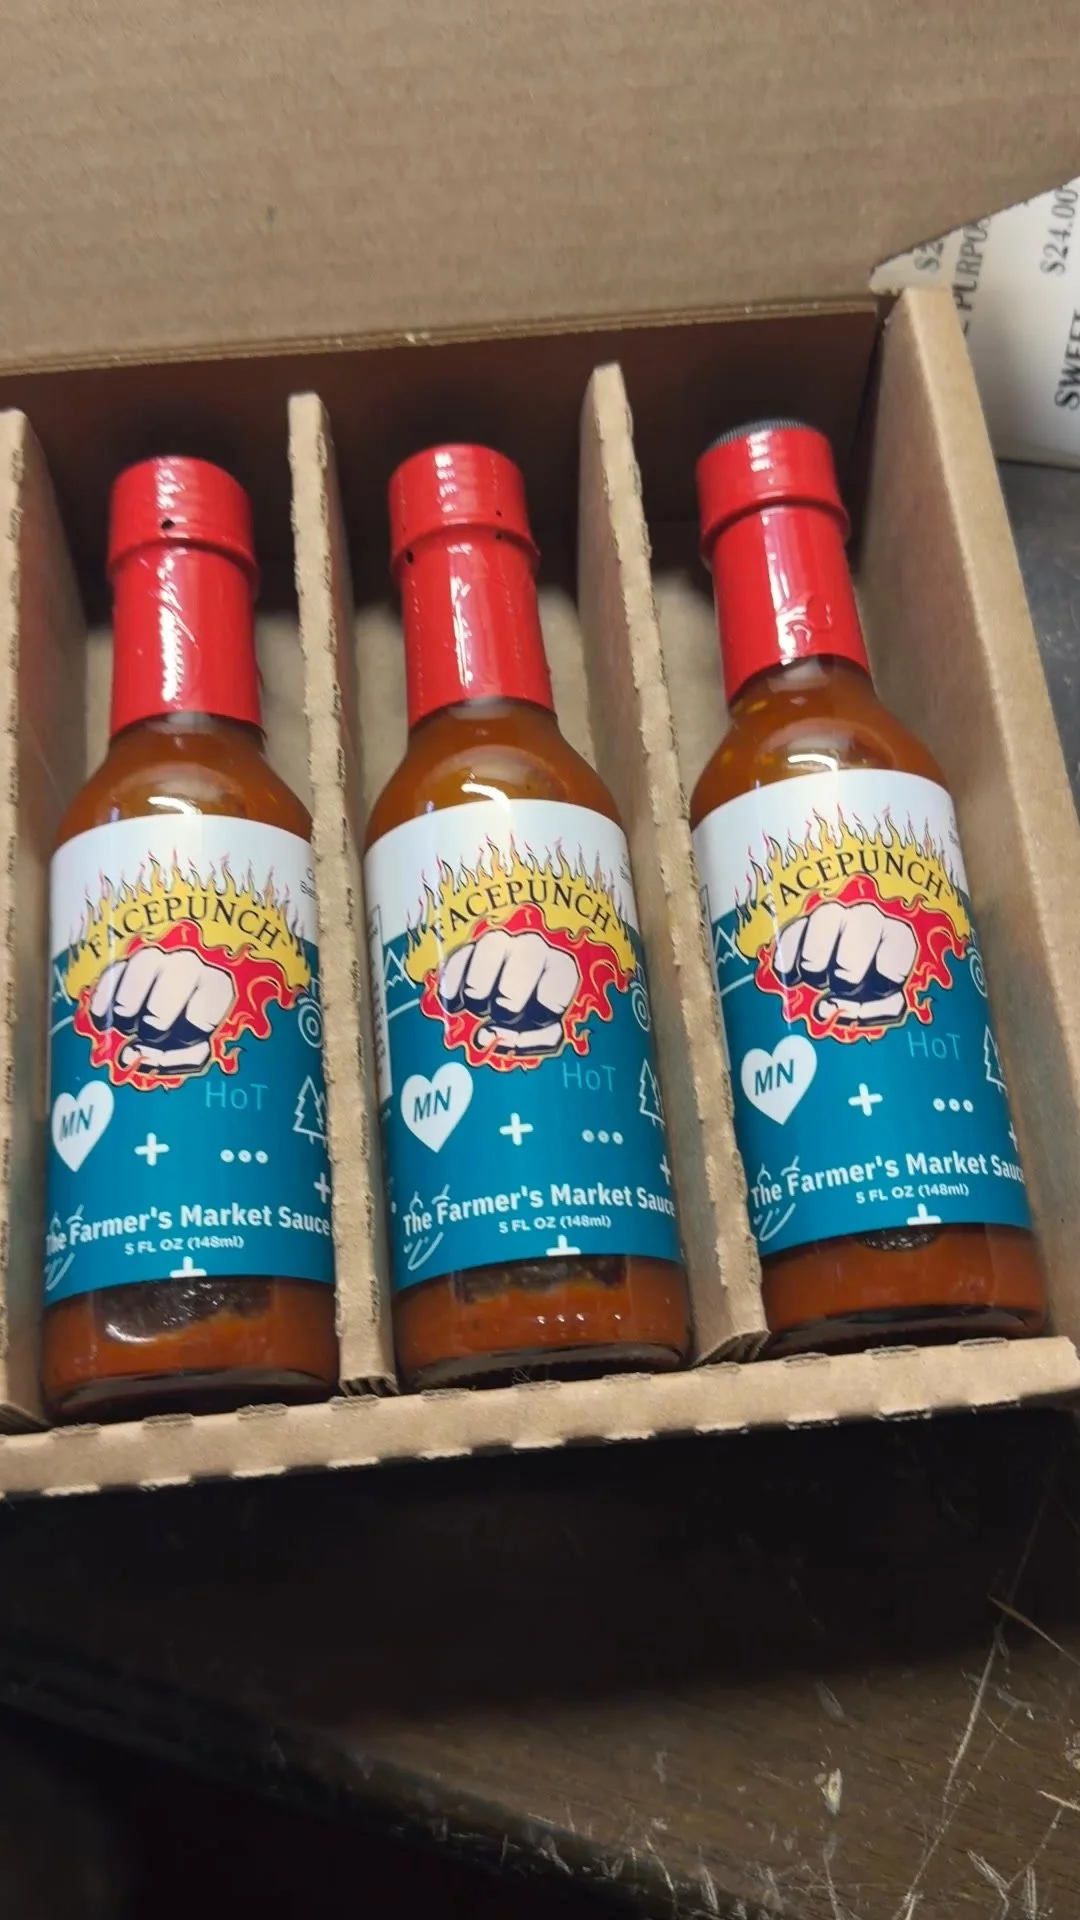 $24.00
SWEET
FACEPUNCH
HoT
MN
The Farmer's Market Sauce
5 FL OZ (148ml)
FACEPUNCH
HoT
MN
The Farmer's Market Sauce
5 FL OZ (148ml)
FACEPUNCH
HoT
MN
The Farmer's Market Sauce
5 FL OZ (148ml)